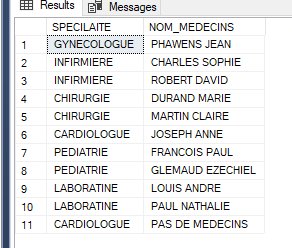 Results Messages
SPECILAITE NOM_MEDECINS
1 GYNECOLOGUE PHAWENS JEAN
2 INFIRMIERE CHARLES SOPHIE
3 INFIRMIERE ROBERT DAVID
4 CHIRURGIE DURAND MARIE
5 CHIRURGIE MARTIN CLAIRE
6 CARDIOLOGUE JOSEPH ANNE
7 PEDIATRIE FRANCOIS PAUL
8 PEDIATRIE GLEMAUD EZECHIEL
9 LABORATINE LOUIS ANDRE
10 LABORATINE PAUL NATHALIE
11 CARDIOLOGUE PAS DE MEDECINS